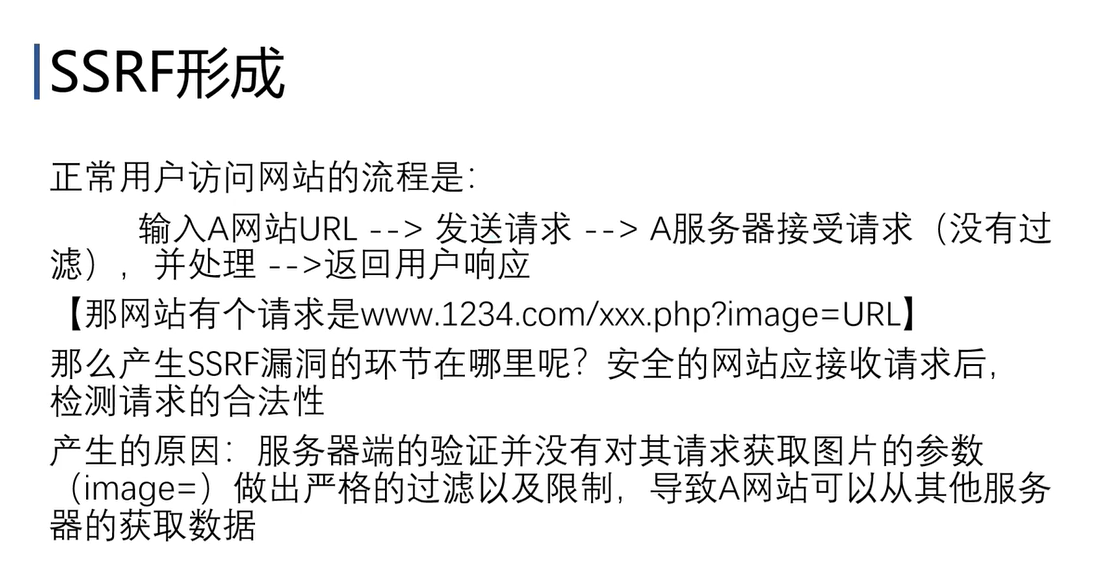 SSRF形成
正常用户访问网站的流程是：
输入A网站URL --> 发送请求 --> A服务器接受请求（没有过
滤），并处理 -->返回用户响应
【那网站有个请求是www.1234.com/xxx.php?image=URL】
那么产生SSRF漏洞的环节在哪里呢？安全的网站应接收请求后，
检测请求的合法性
产生的原因：服务器端的验证并没有对其请求获取图片的参数
（image=）做出严格的过滤以及限制，导致A网站可以从其他服务
器的获取数据